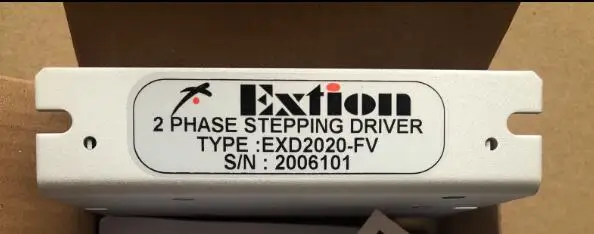 Extion
2 PHASE STEPPING DRIVER
TYPE :EXD2020-FV
S/N : 2006101